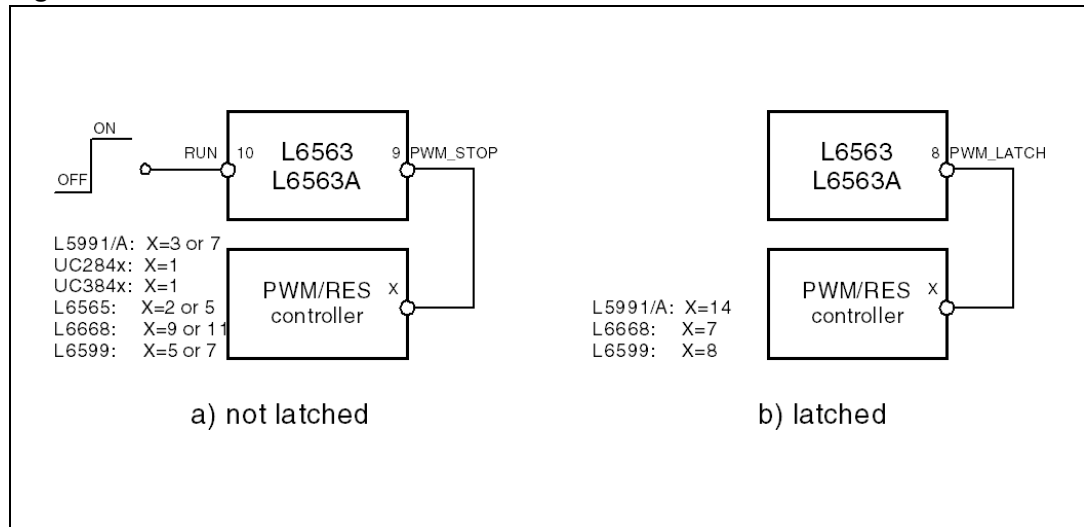 ON
OFF
RUN 10
L6563
L6563A
9 PWM_STOP
L5991/A: X=3 or 7
UC284x: X=1
UC384x: X=1
L6565: X=2 or 5
L6668: X=9 or 11
L6599: X=5 or 7
PWM/RES X
controller
a) not latched
L6563
L6563A
8 PWM_LATCH
L5991/A: X=14
L6668: X=7
L6599: X=8
PWM/RES X
controller
b) latched